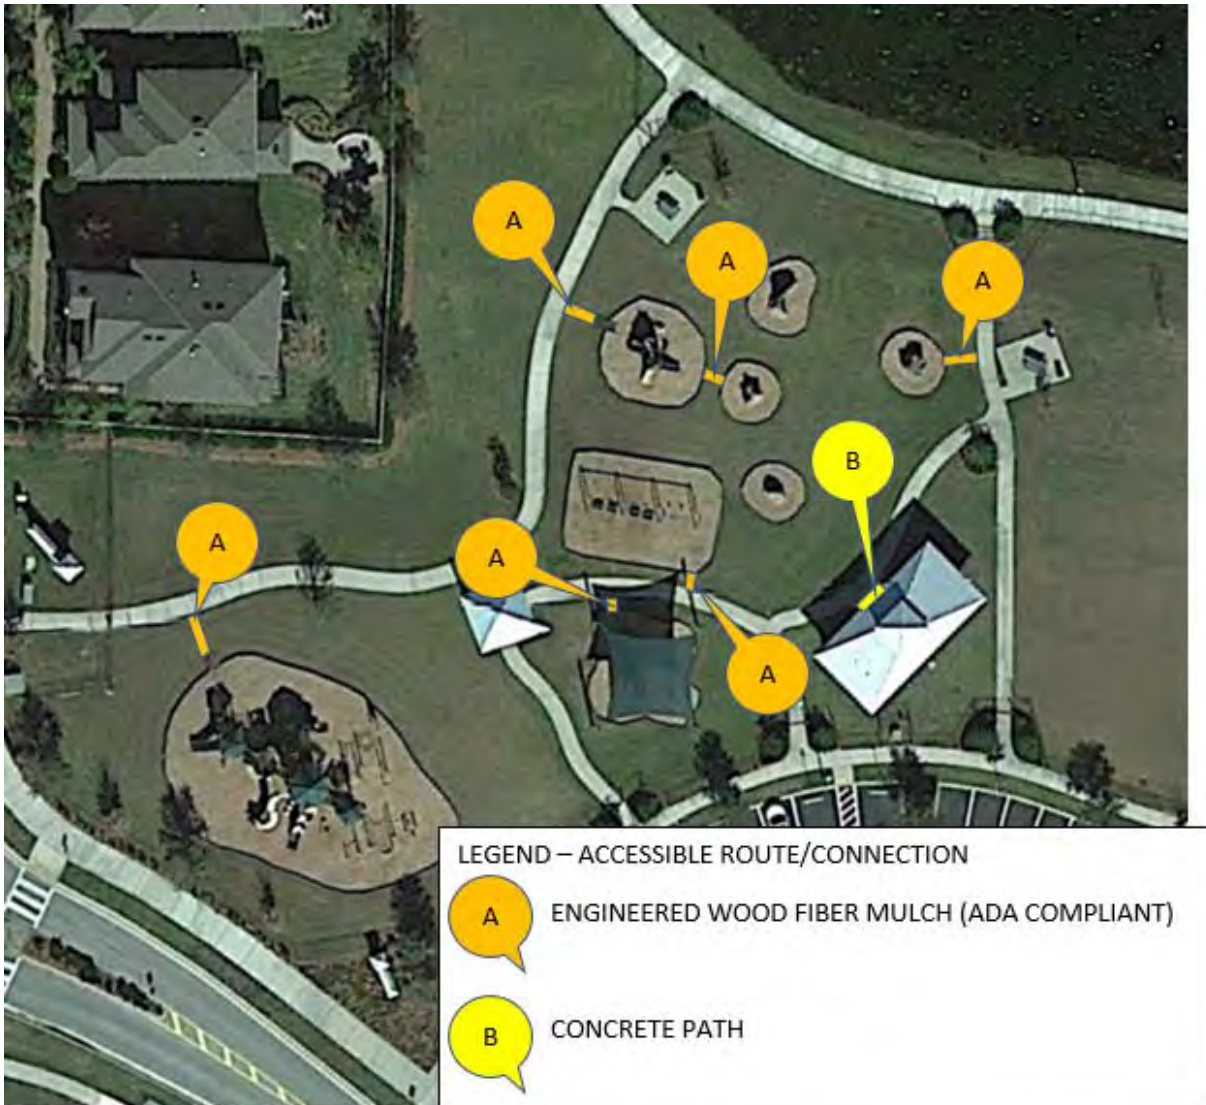 A
A
A
B
A
A
A
LEGEND – ACCESSIBLE ROUTE/CONNECTION
A ENGINEERED WOOD FIBER MULCH (ADA COMPLIANT)
B CONCRETE PATH